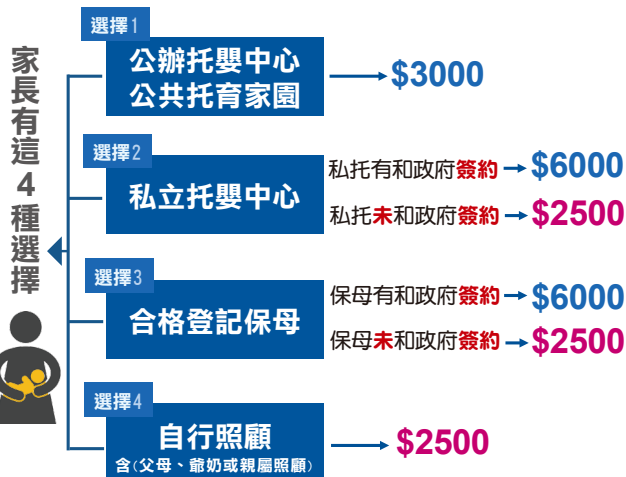 家長有這4種選擇
選擇1
公辦托嬰中心
公共托育家園
$3000
選擇2
私立托嬰中心
私托有和政府簽約
$6000
私托未和政府簽約
$2500
選擇3
合格登記保母
保母有和政府簽約
$6000
保母未和政府簽約
$2500
選擇4
自行照顧
含(父母、爺奶或親屬照顧)
$2500